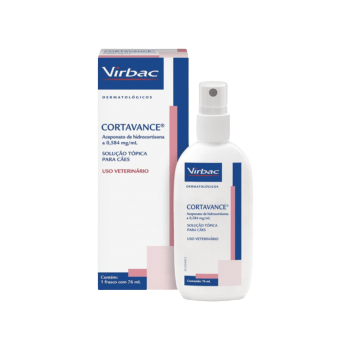 Virbac
DERMATOLÓGICOS
CORTAVANCE®
Aceponato de hidrocortisona
a 0,584 mg/mL
SOLUÇÃO TÓPICA
PARA CÃES
USO VETERINÁRIO
Contém:
1 frasco com 76 mL
Virbac
DERMATOLÓGICOS
CORTAVANCE®
Aceponato de hidrocortisona
a 0,584 mg/mL
SOLUÇÃO TÓPICA
PARA CÃES
USO VETERINÁRIO
Conteúdo: 76 mL